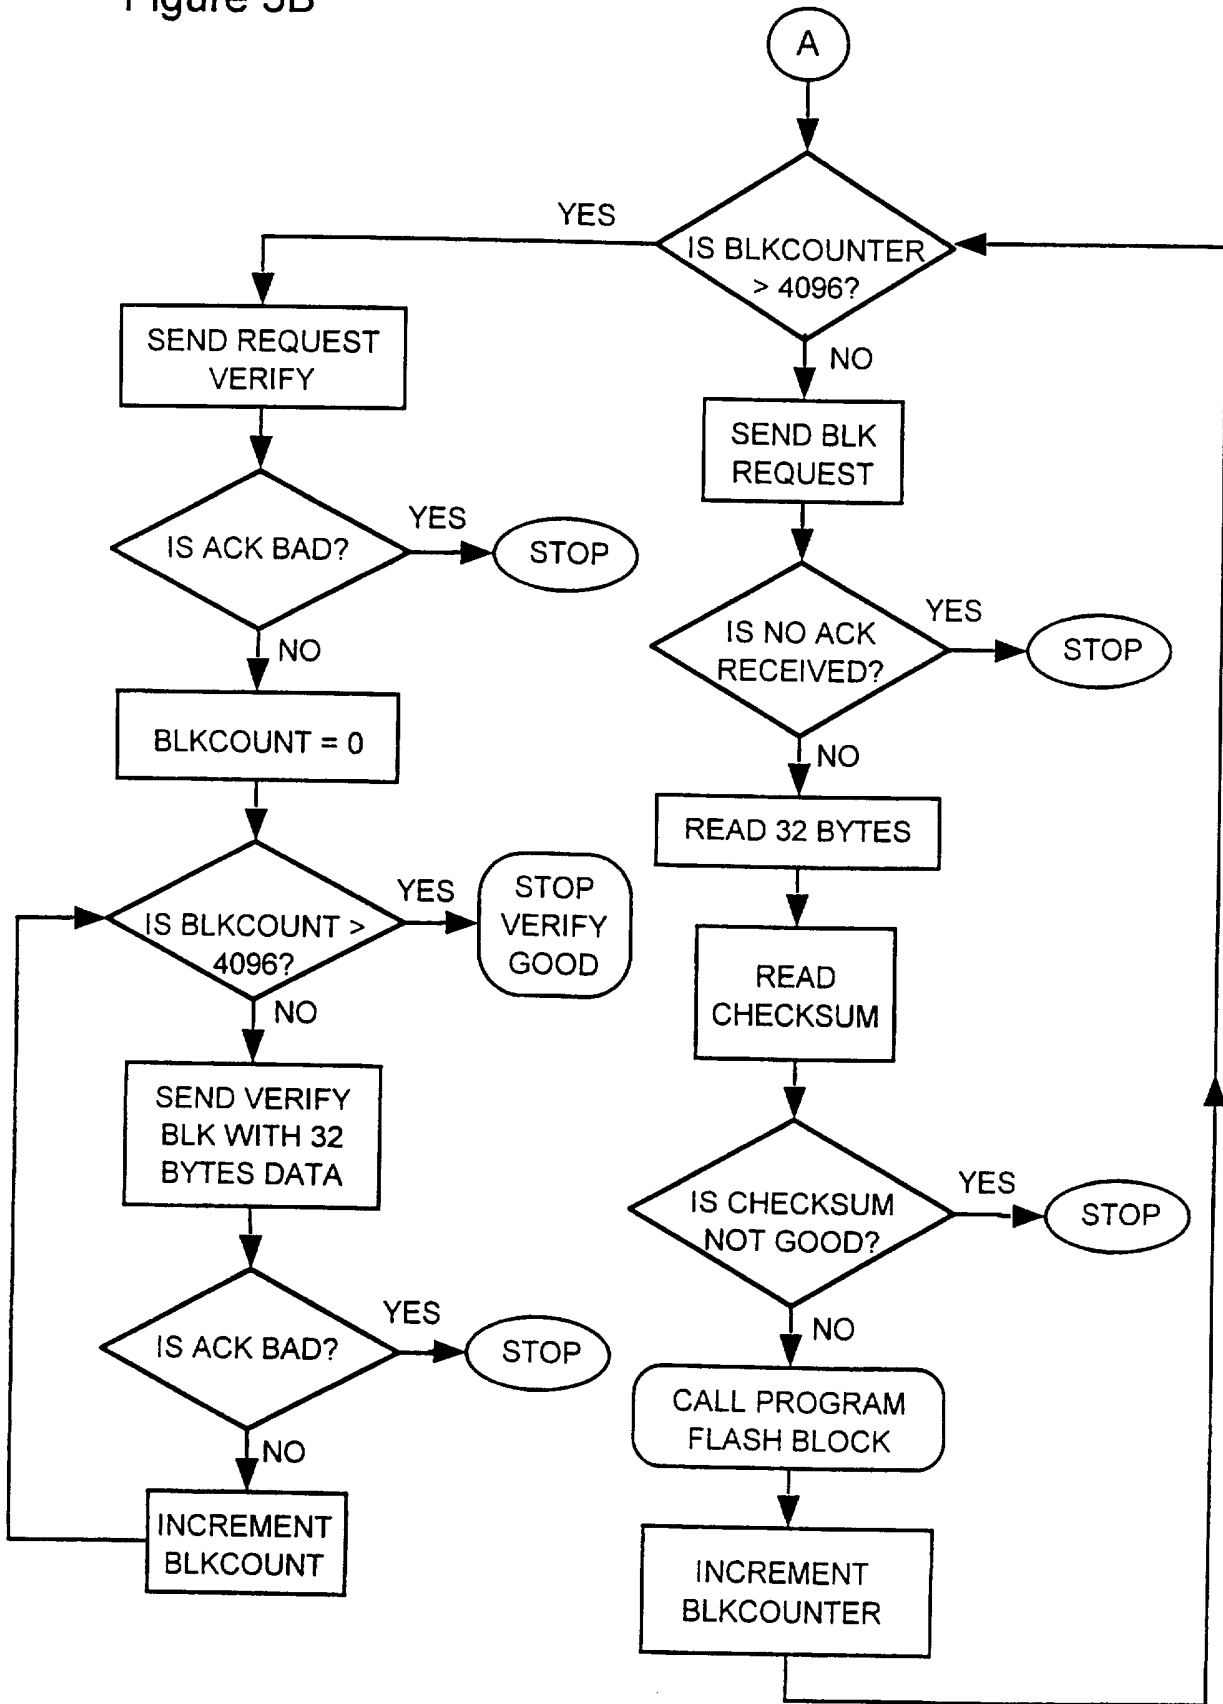 Figure 5B
A
YES
IS BLKCOUNTER
> 4096?
NO
SEND REQUEST
VERIFY
IS ACK BAD?
YES
STOP
NO
BLKCOUNT = 0
IS BLKCOUNT >
4096?
YES
STOP
VERIFY
GOOD
NO
SEND VERIFY
BLK WITH 32
BYTES DATA
IS ACK BAD?
YES
STOP
NO
INCREMENT
BLKCOUNT
SEND BLK
REQUEST
IS NO ACK
RECEIVED?
YES
STOP
NO
READ 32 BYTES
READ
CHECKSUM
IS CHECKSUM
NOT GOOD?
YES
STOP
NO
CALL PROGRAM
FLASH BLOCK
INCREMENT
BLKCOUNTER